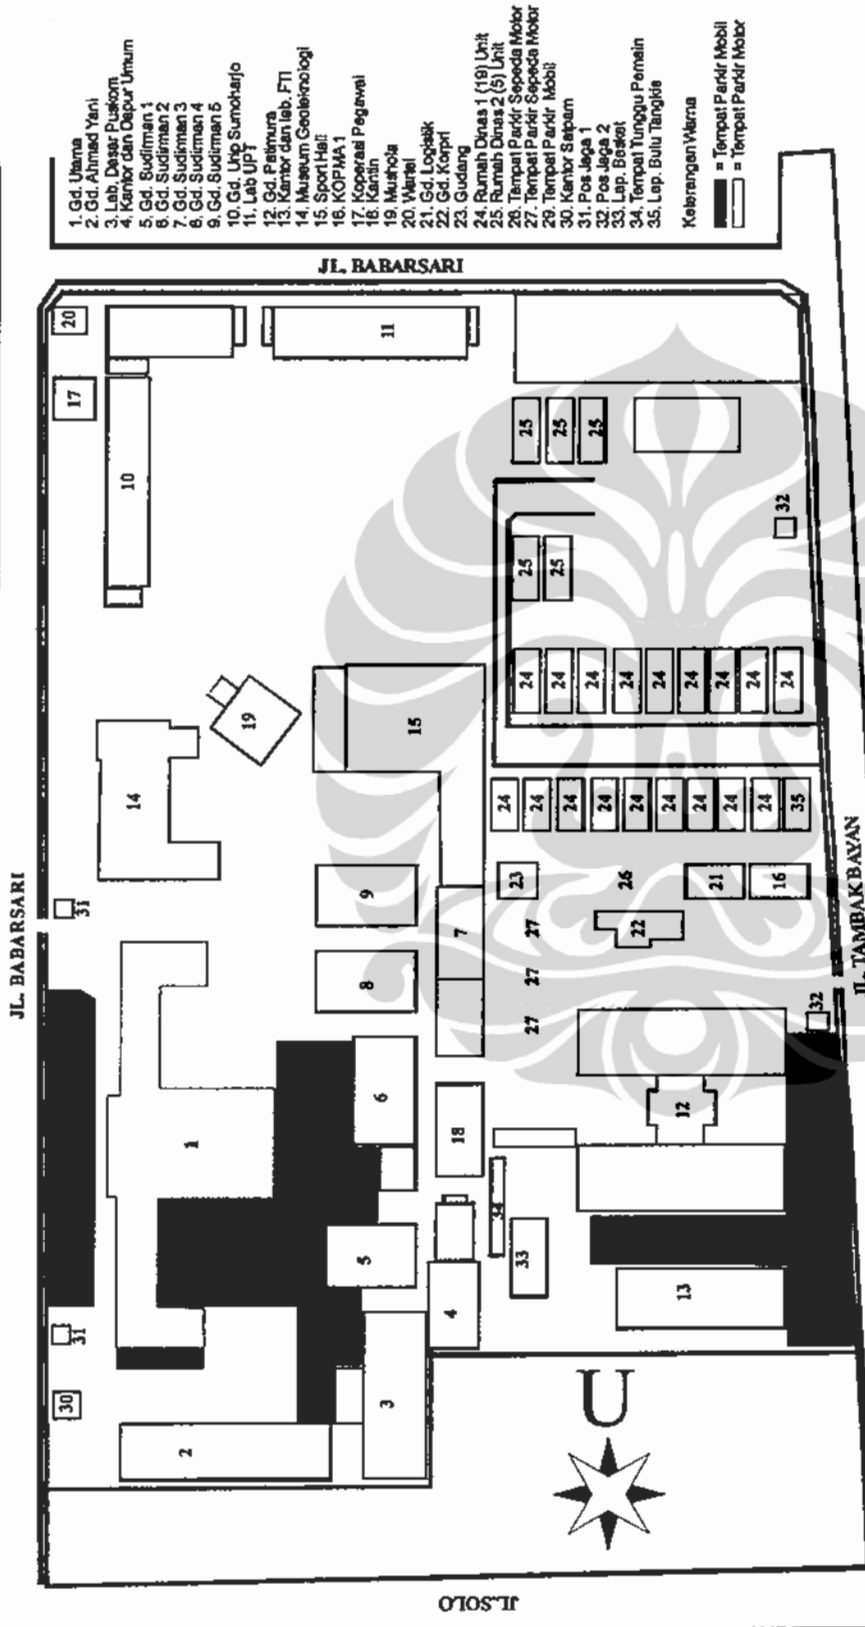 JL. BABARSARI
JL. BABARSARI
JL. TAMBAKBAYAN
JL.SOLO
U
1. Gd. Utama
2. Gd. Ahmad Yani
3. Lab. Dasar Puskom
4. Kantor dan Dapur Umum
5. Gd. Sudirman 1
6. Gd. Sudirman 2
7. Gd. Sudirman 3
8. Gd. Sudirman 4
9. Gd. Sudirman 5
10. Gd. Urip Sumoharjo
11. Lab UPT
12. Gd. Patimura
13. Kantor dan lab. FTI
14. Museum Geoteknologi
15. Sport Hall
16. KOPMA 1
17. Koperasi Pegawai
18. Kantin
19. Mushola
20. Wartel
21. Gd. Logistik
22. Gd. Korpri
23. Gudang
24. Rumah Dinas 1 (19) Unit
25. Rumah Dinas 2 (5) Unit
26. Tempat Parkir Sepeda Motor
27. Tempat Parkir Sepeda Motor
29. Tempat Parkir Mobil
30. Kantor Satpam
31. Pos Jaga 1
32. Pos Jaga 2
33. Lap. Basket
34. Tempat Tunggu Pemain
35. Lap. Bulu Tangkis
Keterangan Warna
= Tempat Parkir Mobil
= Tempat Parkir Motor
20
17
10
11
25
25
25
32
25
25
24
24
24
24
24
24
24
24
24
19
15
14
24
24
24
24
24
24
24
24
24
35
31
9
7
23
26
21
16
27
22
8
27
27
32
6
1
18
12
34
5
33
13
4
31
30
3
2